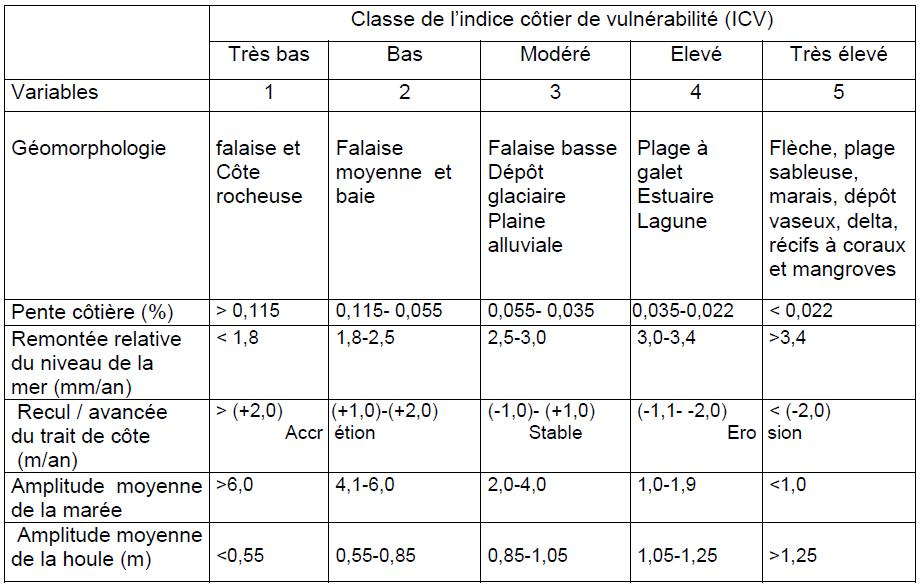 Classe de l'indice côtier de vulnérabilité (ICV)
Très bas Bas Modéré Elevé Très élevé
Variables 1 2 3 4 5
Géomorphologie falaise et Falaise Falaise basse Plage à Flèche, plage
Côte moyenne et Dépôt galet sableuse,
rocheuse baie glaciaire Estuaire marais, dépôt
Plaine Lagune vaseux, delta,
alluviale récifs à coraux
et mangroves
Pente côtière (%) > 0,115 0,115- 0,055 0,055- 0,035 0,035-0,022 < 0,022
Remontée relative < 1,8 1,8-2,5 2,5-3,0 3,0-3,4 >3,4
du niveau de la
mer (mm/an)
Recul / avancée > (+2,0) (+1,0)-(+2,0) (-1,0)- (+1,0) (-1,1- -2,0) < (-2,0)
du trait de côte Accr étion Stable Ero sion
(m/an)
Amplitude moyenne >6,0 4,1-6,0 2,0-4,0 1,0-1,9 <1,0
de la marée
Amplitude moyenne
de la houle (m) <0,55 0,55-0,85 0,85-1,05 1,05-1,25 >1,25